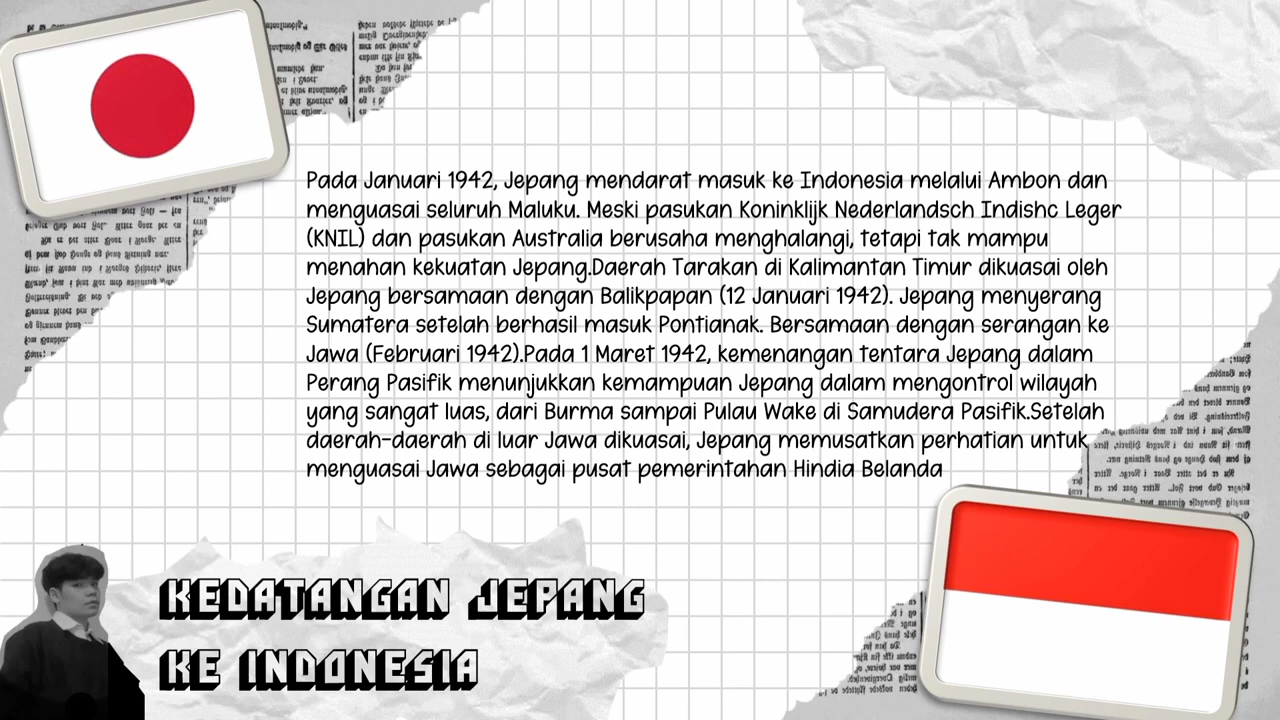 Pada Januari 1942, Jepang mendarat masuk ke Indonesia melalui Ambon dan
menguasai seluruh Maluku. Meski pasukan Koninklijk Nederlandsch Indishc Leger
(KNIL) dan pasukan Australia berusaha menghalangi, tetapi tak mampu
menahan kekuatan Jepang.Daerah Tarakan di Kalimantan Timur dikuasai oleh
Jepang bersamaan dengan Balikpapan (12 Januari 1942). Jepang menyerang
Sumatera setelah berhasil masuk Pontianak. Bersamaan dengan serangan ke
Jawa (Februari 1942).Pada 1 Maret 1942, kemenangan tentara Jepang dalam
Perang Pasifik menunjukkan kemampuan Jepang dalam mengontrol wilayah
yang sangat luas, dari Burma sampai Pulau Wake di Samudera Pasifik.Setelah
daerah-daerah di luar Jawa dikuasai, Jepang memusatkan perhatian untuk
menguasai Jawa sebagai pusat pemerintahan Hindia Belanda
KEDATANGAN JEPANG
KE INDONESIA